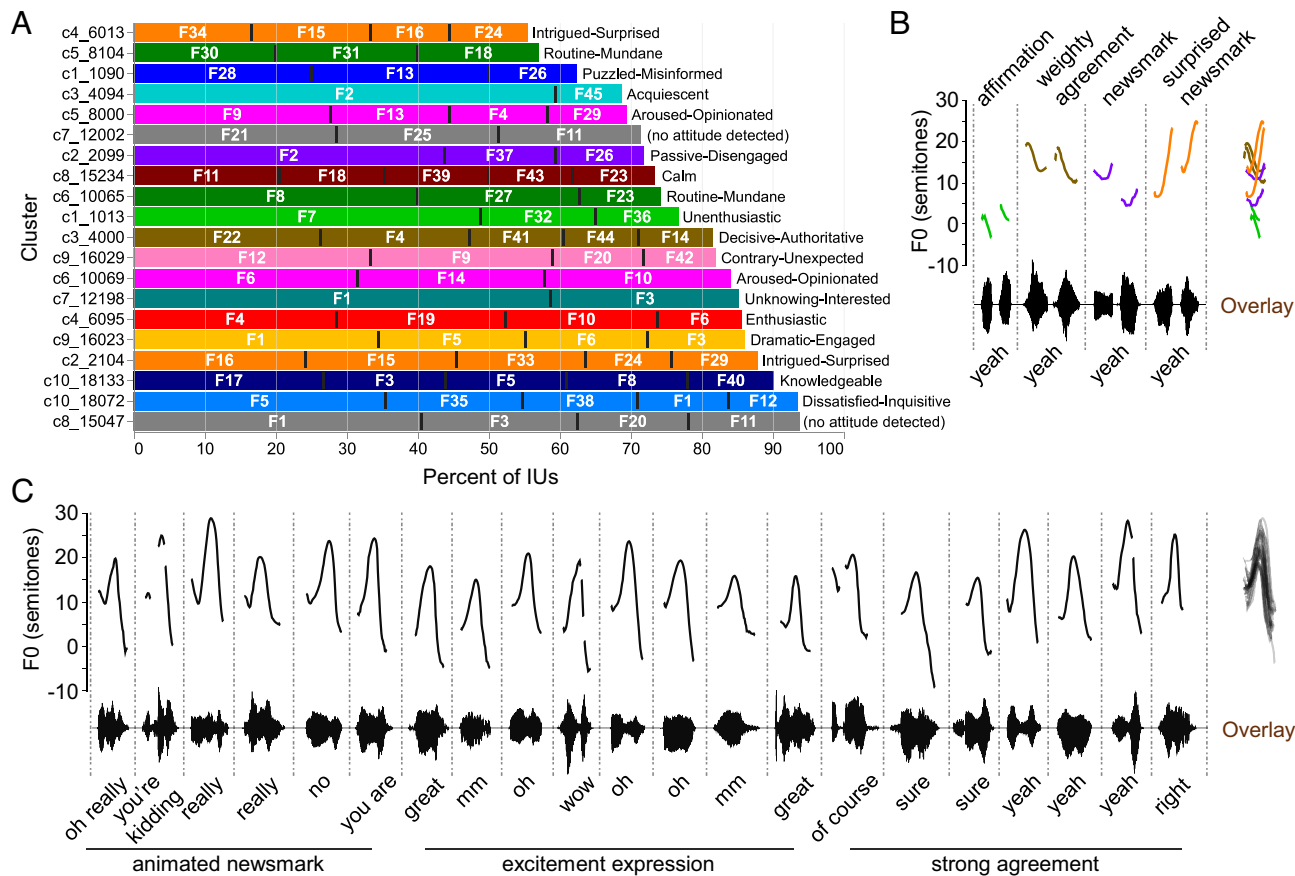 A
Cluster
c4_6013 F34 F15 F16 F24 Intrigued-Surprised
c5_8104 F30 F31 F18 Routine-Mundane
c1_1090 F28 F13 F26 Puzzled-Misinformed
c3_4094 F2 F45 Acquiescent
c5_8000 F9 F13 F4 F29 Aroused-Opinionated
c7_12002 F21 F25 F11 (no attitude detected)
c2_2099 F2 F37 F26 Passive-Disengaged
c8_15234 F11 F18 F39 F43 F23 Calm
c6_10065 F8 F27 F23 Routine-Mundane
c1_1013 F7 F32 F36 Unenthusiastic
c3_4000 F22 F4 F41 F44 F14 Decisive-Authoritative
c9_16029 F12 F9 F20 F42 Contrary-Unexpected
c6_10069 F6 F14 F10 Aroused-Opinionated
c7_12198 F1 F3 Unknowing-Interested
c4_6095 F4 F19 F10 F6 Enthusiastic
c9_16023 F1 F5 F6 F3 Dramatic-Engaged
c2_2104 F16 F15 F33 F24 F29 Intrigued-Surprised
c10_18133 F17 F3 F5 F8 F40 Knowledgeable
c10_18072 F5 F35 F38 F1 F12 Dissatisfied-Inquisitive
c8_15047 F1 F3 F20 F11 (no attitude detected)
0 10 20 30 40 50 60 70 80 90 100
Percent of IUs
B
affirmation
weighty
agreement
newsmark
surprised
newsmark
F0 (semitones)
30
20
10
0
-10
Overlay
yeah yeah yeah yeah
C
F0 (semitones)
30
20
10
0
-10
Overlay
oh really
you're
kidding
really
really
no
you are
great
mm
oh
wow
oh
oh
mm
great
of course
sure
sure
yeah
yeah
yeah
right
animated newsmark
excitement expression
strong agreement